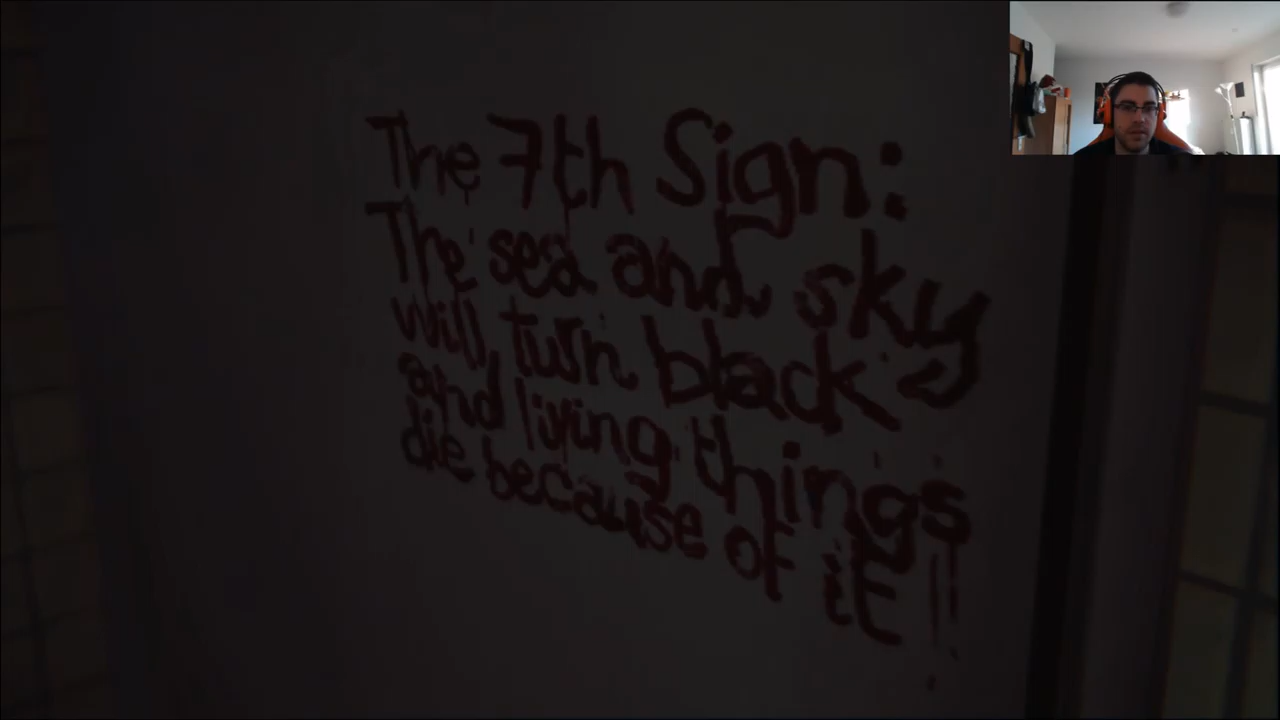 The 7th Sign:
The sea and sky
will turn black
and living things
die because of it!!